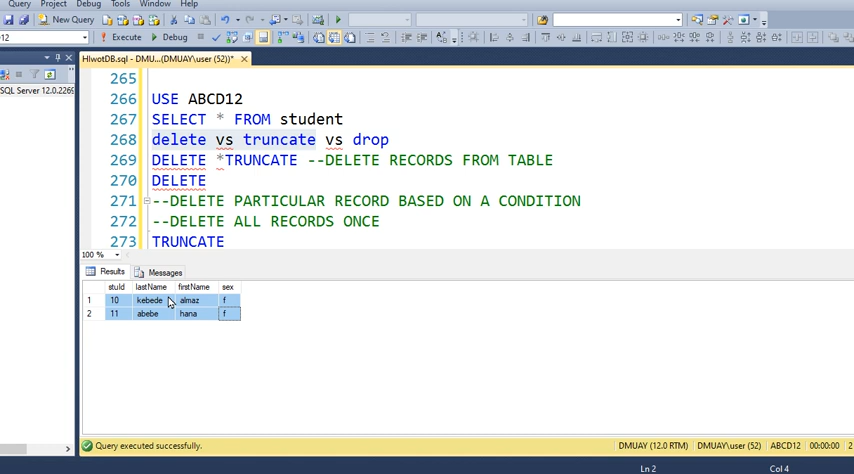 Query Project Debug Tools Window Help
New Query
12 Execute Debug
HlwotDB.sql - DMU...(DMUAY\user (52))*
SQL Server 12.0.2269
265
266 USE ABCD12
267 SELECT * FROM student
268 delete vs truncate vs drop
269 DELETE *TRUNCATE --DELETE RECORDS FROM TABLE
270 DELETE
271 --DELETE PARTICULAR RECORD BASED ON A CONDITION
272 --DELETE ALL RECORDS ONCE
273 TRUNCATE
100 %
Results Messages
stuId lastName firstName sex
1 10 kebede almaz f
2 11 abebe hana f
Query executed successfully. DMUAY (12.0 RTM) DMUAY\user (52) ABCD12 00:00:00 2
Ln 2 Col 4